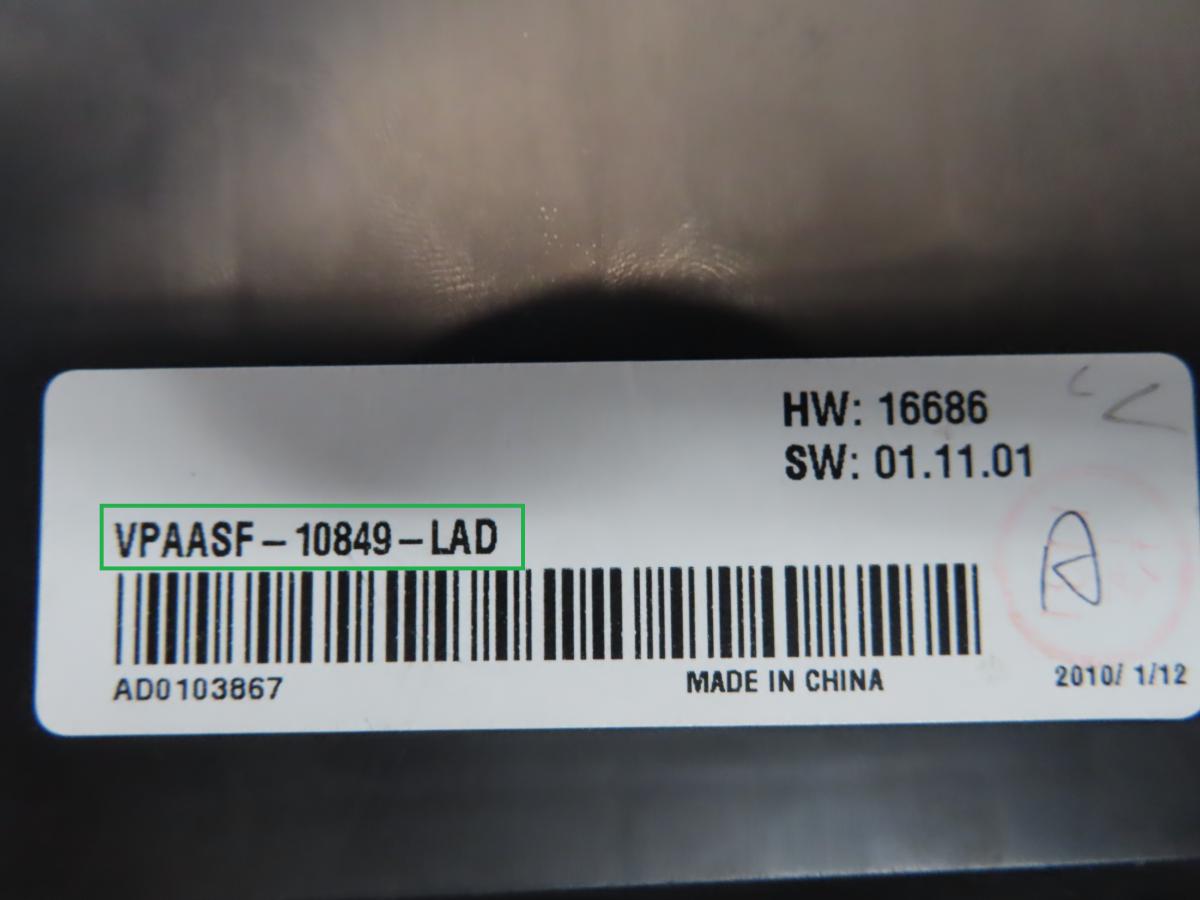 HW: 16686
SW: 01.11.01
VPAASF-10849-LAD
AD0103867
MADE IN CHINA
2010/ 1/12